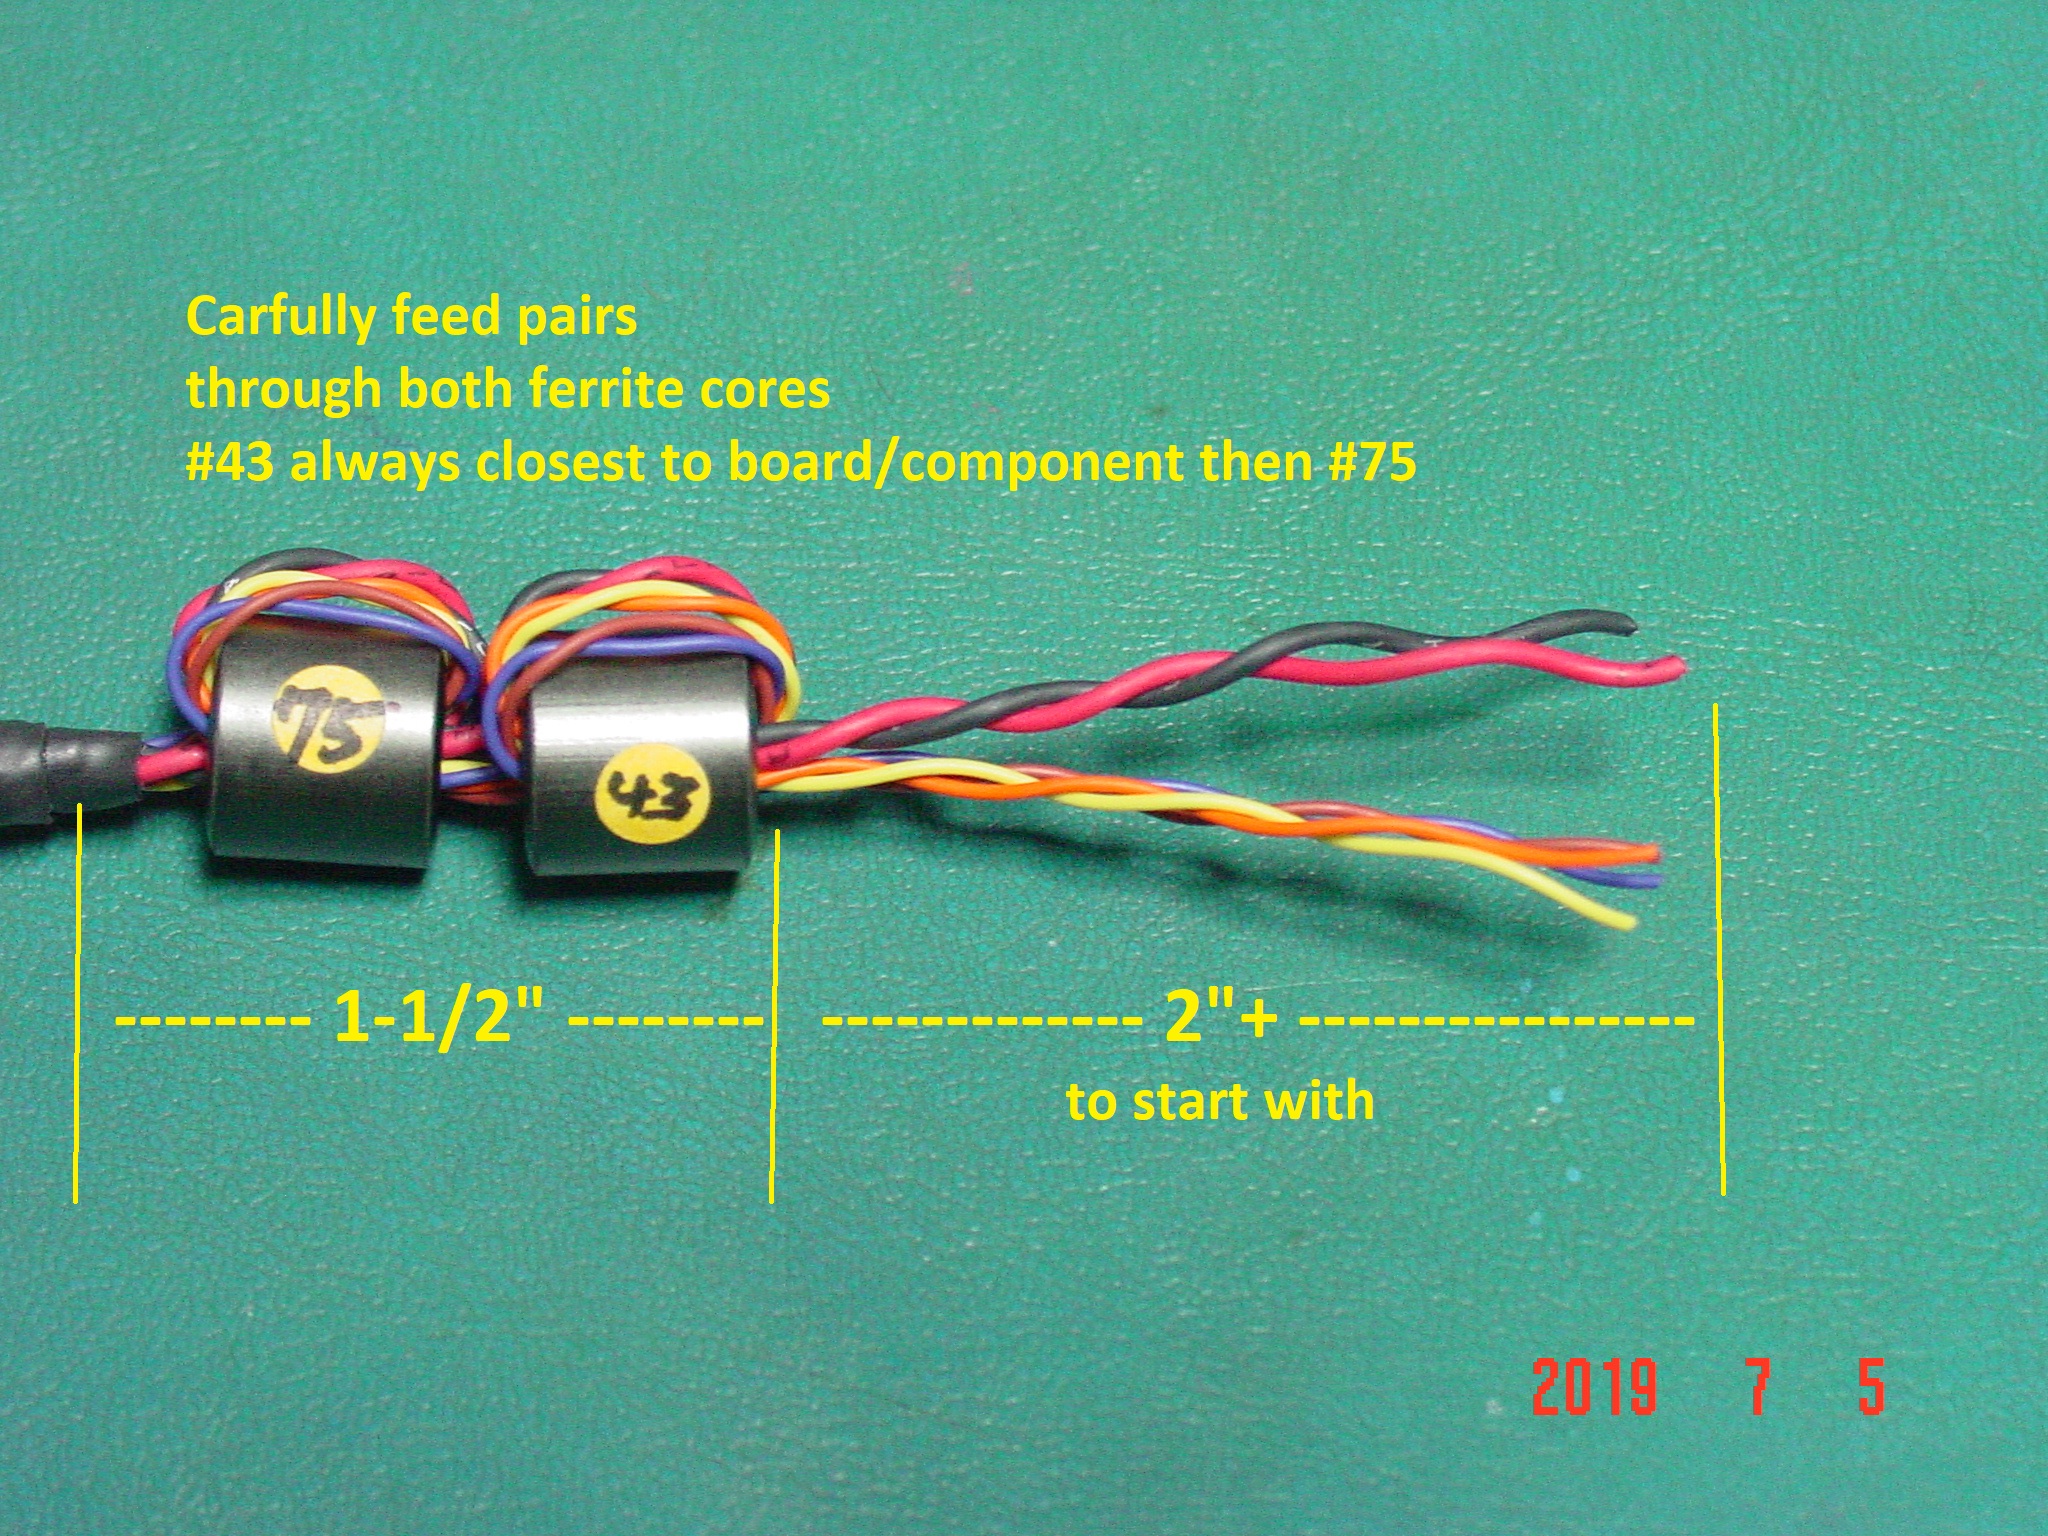 Carfully feed pairs
through both ferrite cores
#43 always closest to board/component then #75
75
43
-------- 1-1/2" -------- ------------- 2"+ ----------------
to start with
2019 7 5